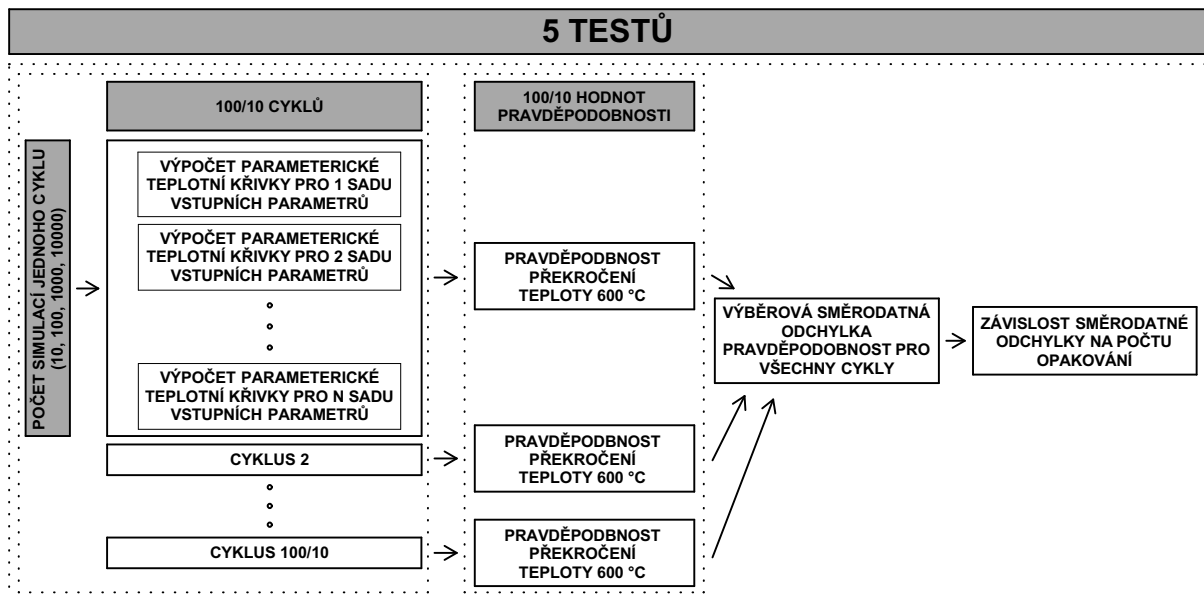 5 TESTŮ
POČET SIMULACÍ JEDNOHO CYKLU
(10, 100, 1000, 10000)
100/10 CYKLŮ
VÝPOČET PARAMETERICKÉ
TEPLOTNÍ KŘIVKY PRO 1 SADU
VSTUPNÍCH PARAMETRŮ
VÝPOČET PARAMETERICKÉ
TEPLOTNÍ KŘIVKY PRO 2 SADU
VSTUPNÍCH PARAMETRŮ
VÝPOČET PARAMETERICKÉ
TEPLOTNÍ KŘIVKY PRO N SADU
VSTUPNÍCH PARAMETRŮ
CYKLUS 2
CYKLUS 100/10
100/10 HODNOT
PRAVDĚPODOBNOSTI
PRAVDĚPODBNOST
PŘEKROČENÍ
TEPLOTY 600 °C
PRAVDĚPODBNOST
PŘEKROČENÍ
TEPLOTY 600 °C
PRAVDĚPODBNOST
PŘEKROČENÍ
TEPLOTY 600 °C
VÝBĚROVÁ SMĚRODATNÁ
ODCHYLKA
PRAVDĚPODOBNOST PRO
VŠECHNY CYKLY
ZÁVISLOST SMĚRODATNÉ
ODCHYLKY NA POČTU
OPAKOVÁNÍ